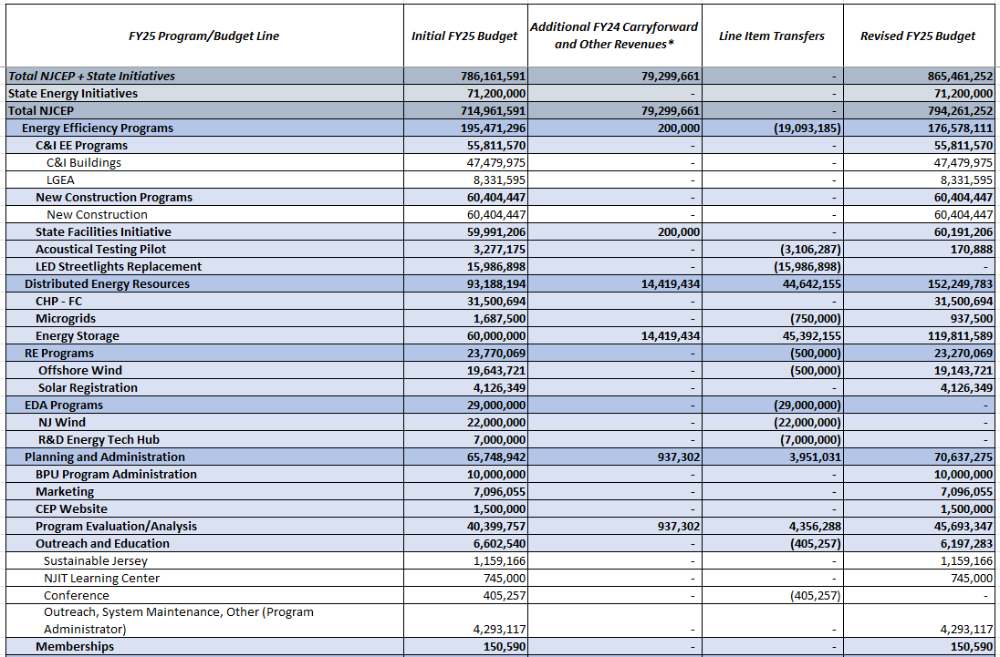 FY25 Program/Budget Line Initial FY25 Budget Additional FY24 Carryforward and Other Revenues* Line Item Transfers Revised FY25 Budget
Total NJCEP + State Initiatives 786,161,591 79,299,661 - 865,461,252
State Energy Initiatives 71,200,000 - - 71,200,000
Total NJCEP 714,961,591 79,299,661 - 794,261,252
Energy Efficiency Programs 195,471,296 200,000 (19,093,185) 176,578,111
C&I EE Programs 55,811,570 - - 55,811,570
C&I Buildings 47,479,975 - - 47,479,975
LGEA 8,331,595 - - 8,331,595
New Construction Programs 60,404,447 - - 60,404,447
New Construction 60,404,447 - - 60,404,447
State Facilities Initiative 59,991,206 200,000 - 60,191,206
Acoustical Testing Pilot 3,277,175 - (3,106,287) 170,888
LED Streetlights Replacement 15,986,898 - (15,986,898) -
Distributed Energy Resources 93,188,194 14,419,434 44,642,155 152,249,783
CHP - FC 31,500,694 - - 31,500,694
Microgrids 1,687,500 - (750,000) 937,500
Energy Storage 60,000,000 14,419,434 45,392,155 119,811,589
RE Programs 23,770,069 - (500,000) 23,270,069
Offshore Wind 19,643,721 - (500,000) 19,143,721
Solar Registration 4,126,349 - - 4,126,349
EDA Programs 29,000,000 - (29,000,000) -
NJ Wind 22,000,000 - (22,000,000) -
R&D Energy Tech Hub 7,000,000 - (7,000,000) -
Planning and Administration 65,748,942 937,302 3,951,031 70,637,275
BPU Program Administration 10,000,000 - - 10,000,000
Marketing 7,096,055 - - 7,096,055
CEP Website 1,500,000 - - 1,500,000
Program Evaluation/Analysis 40,399,757 937,302 4,356,288 45,693,347
Outreach and Education 6,602,540 - (405,257) 6,197,283
Sustainable Jersey 1,159,166 - - 1,159,166
NJIT Learning Center 745,000 - - 745,000
Conference 405,257 - (405,257) -
Outreach, System Maintenance, Other (Program
Administrator) 4,293,117 - - 4,293,117
Memberships 150,590 - - 150,590